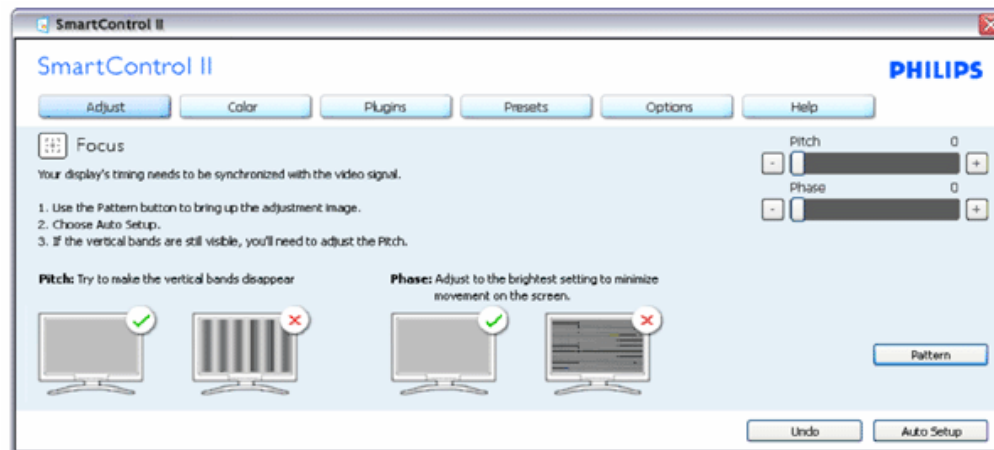 SmartControl II
SmartControl II
PHILIPS
Adjust Color Plugins Presets Options Help
Focus
Your display's timing needs to be synchronized with the video signal.
1. Use the Pattern button to bring up the adjustment image.
2. Choose Auto Setup.
3. If the vertical bands are still visible, you'll need to adjust the Pitch.
Pitch 0
- +
Phase 0
- +
Pitch: Try to make the vertical bands disappear
Phase: Adjust to the brightest setting to minimize
movement on the screen.
Pattern
Undo Auto Setup